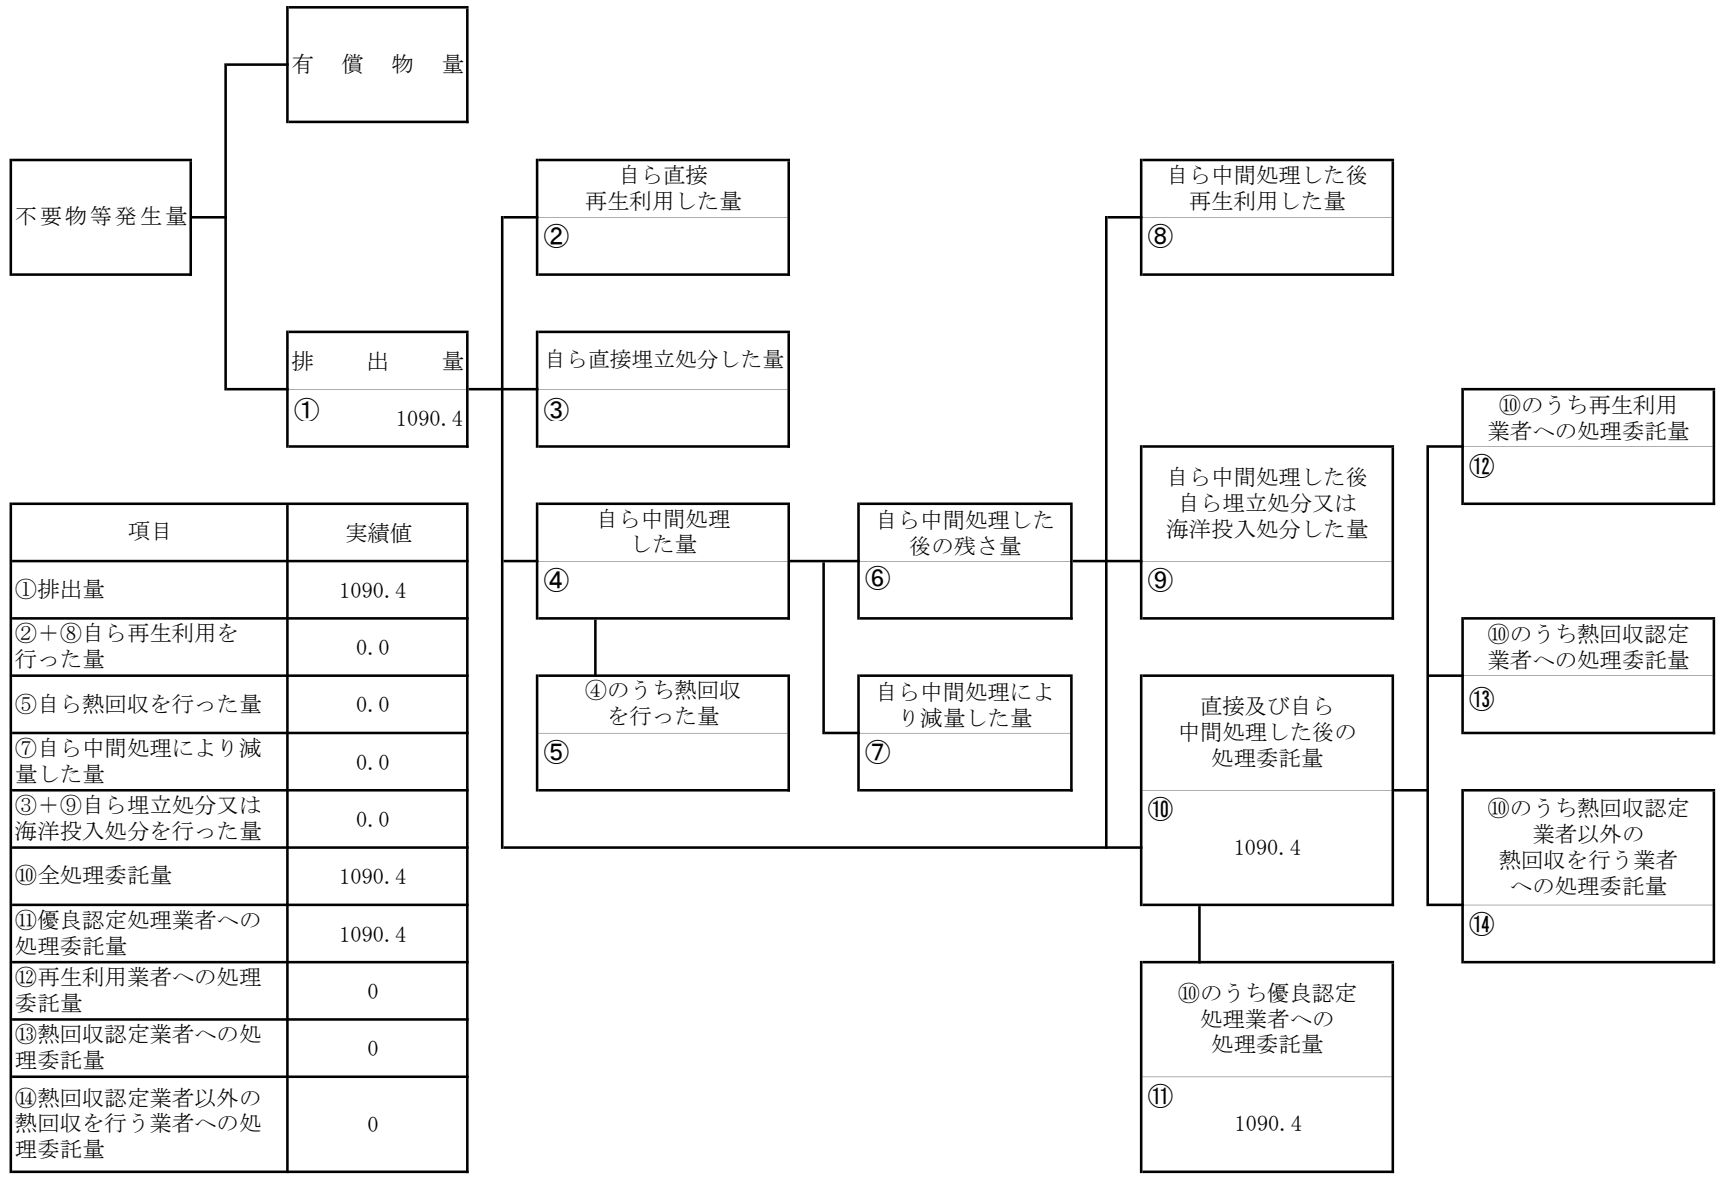 有償物量
不要物等発生量
自ら直接
再生利用した量
②
自ら中間処理した後
再生利用した量
⑧
排出量
①
1090.4
自ら直接埋立処分した量
③
⑩のうち再生利用
業者への処理委託量
⑫
自ら中間処理
した量
④
自ら中間処理した
後の残さ量
⑥
自ら中間処理した後
自ら埋立処分又は
海洋投入処分した量
⑨
④のうち熱回収
を行った量
⑤
自ら中間処理によ
り減量した量
⑦
直接及び自ら
中間処理した後の
処理委託量
⑩
1090.4
⑩のうち熱回収認定
業者への処理委託量
⑬
⑩のうち熱回収認定
業者以外の
熱回収を行う業者
への処理委託量
⑭
⑩のうち優良認定
処理業者への
処理委託量
⑪
1090.4
項目 実績値
①排出量 1090.4
②＋⑧自ら再生利用を
行った量
0.0
⑤自ら熱回収を行った量 0.0
⑦自ら中間処理により減
量した量
0.0
③＋⑨自ら埋立処分又は
海洋投入処分を行った量
0.0
⑩全処理委託量 1090.4
⑪優良認定処理業者への
処理委託量
1090.4
⑫再生利用業者への処理
委託量
0
⑬熱回収認定業者への処
理委託量
0
⑭熱回収認定業者以外の
熱回収を行う業者への処
理委託量
0